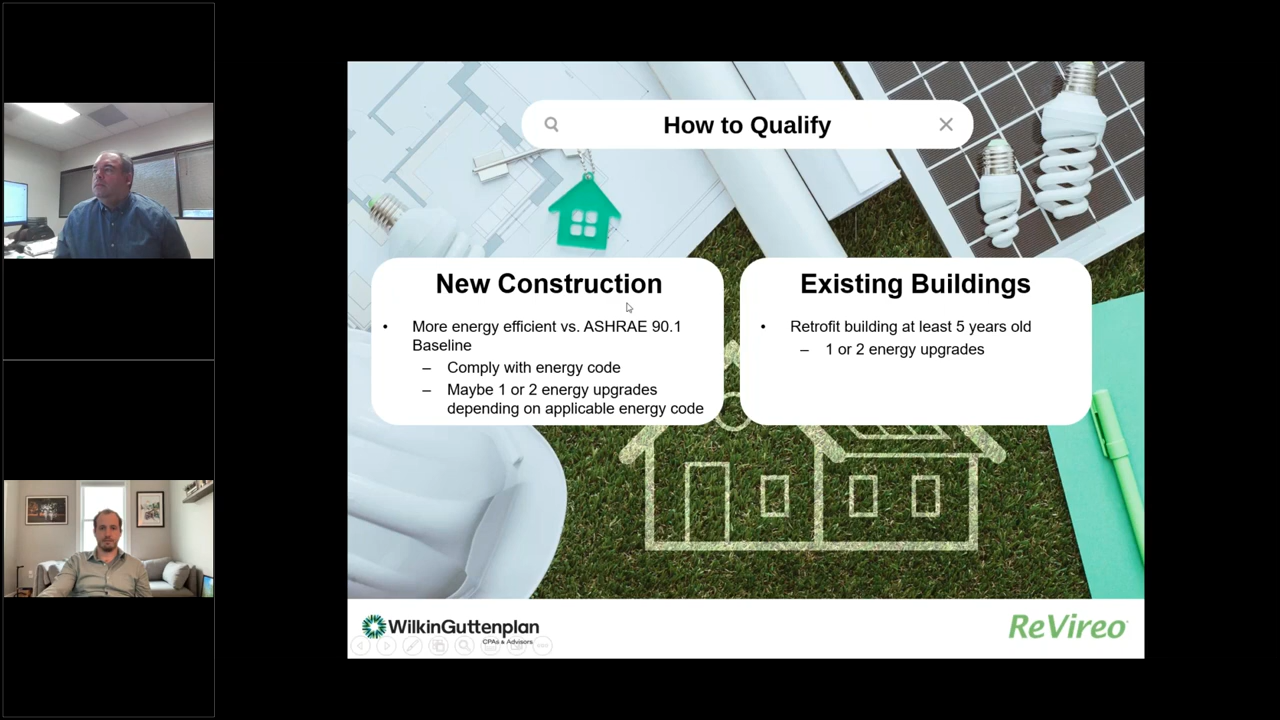 How to Qualify
New Construction
• More energy efficient vs. ASHRAE 90.1
Baseline
– Comply with energy code
– Maybe 1 or 2 energy upgrades
depending on applicable energy code
Existing Buildings
• Retrofit building at least 5 years old
– 1 or 2 energy upgrades
WilkinGuttenplan
CPAs & Advisors
ReVireo